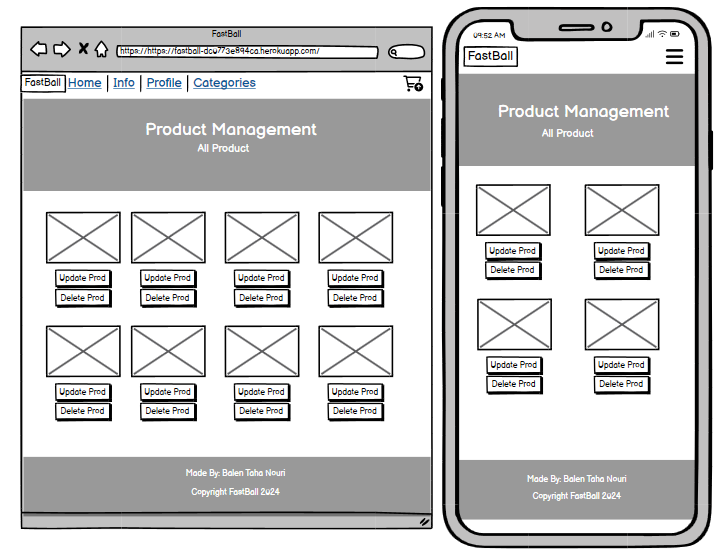 FastBall
https://https://fastball-dcw773e894ca.herokuapp.com/
FastBall Home Info Profile Categories
Product Management
All Product
Update Prod Update Prod Update Prod Update Prod
Delete Prod Delete Prod Delete Prod Delete Prod
Update Prod Update Prod Update Prod Update Prod
Delete Prod Delete Prod Delete Prod Delete Prod
Made By: Balen Taha Nouri
Copyright FastBall 2024
09:52 AM
FastBall
Product Management
All Product
Update Prod Update Prod
Delete Prod Delete Prod
Update Prod Update Prod
Delete Prod Delete Prod
Made By: Balen Taha Nouri
Copyright FastBall 2024